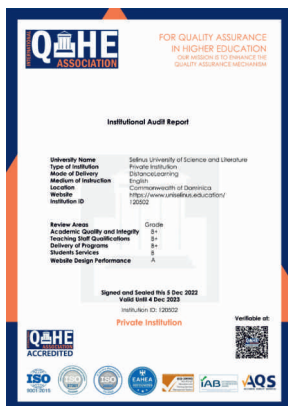 INTERNATIONAL
QAHE
ASSOCIATION
FOR QUALITY ASSURANCE
IN HIGHER EDUCATION
OUR MISSION IS TO ENHANCE THE
QUALITY ASSURANCE MECHANISM
Institutional Audit Report
University Name Selinus University of Science and Literature
Type of Institution Private Institution
Mode of Delivery DistanceLearning
Medium of Instruction English
Location Commonwealth of Dominica
Website https://www.uniselinus.education/
Institution ID 120502
Review Areas Grade
Academic Quality and Integrity B+
Teaching Staff Qualifications B+
Delivery of Programs B+
Students Services B
Website Design Performance A
Signed and Sealed this 5 Dec 2022
Valid Until 4 Dec 2023
Institution ID: 120502
Private Institution
Verifiable at:
QAHE
ACCREDITED
ISO
9001:2015
ISO
ISO
CAHEA
IAB
AQS